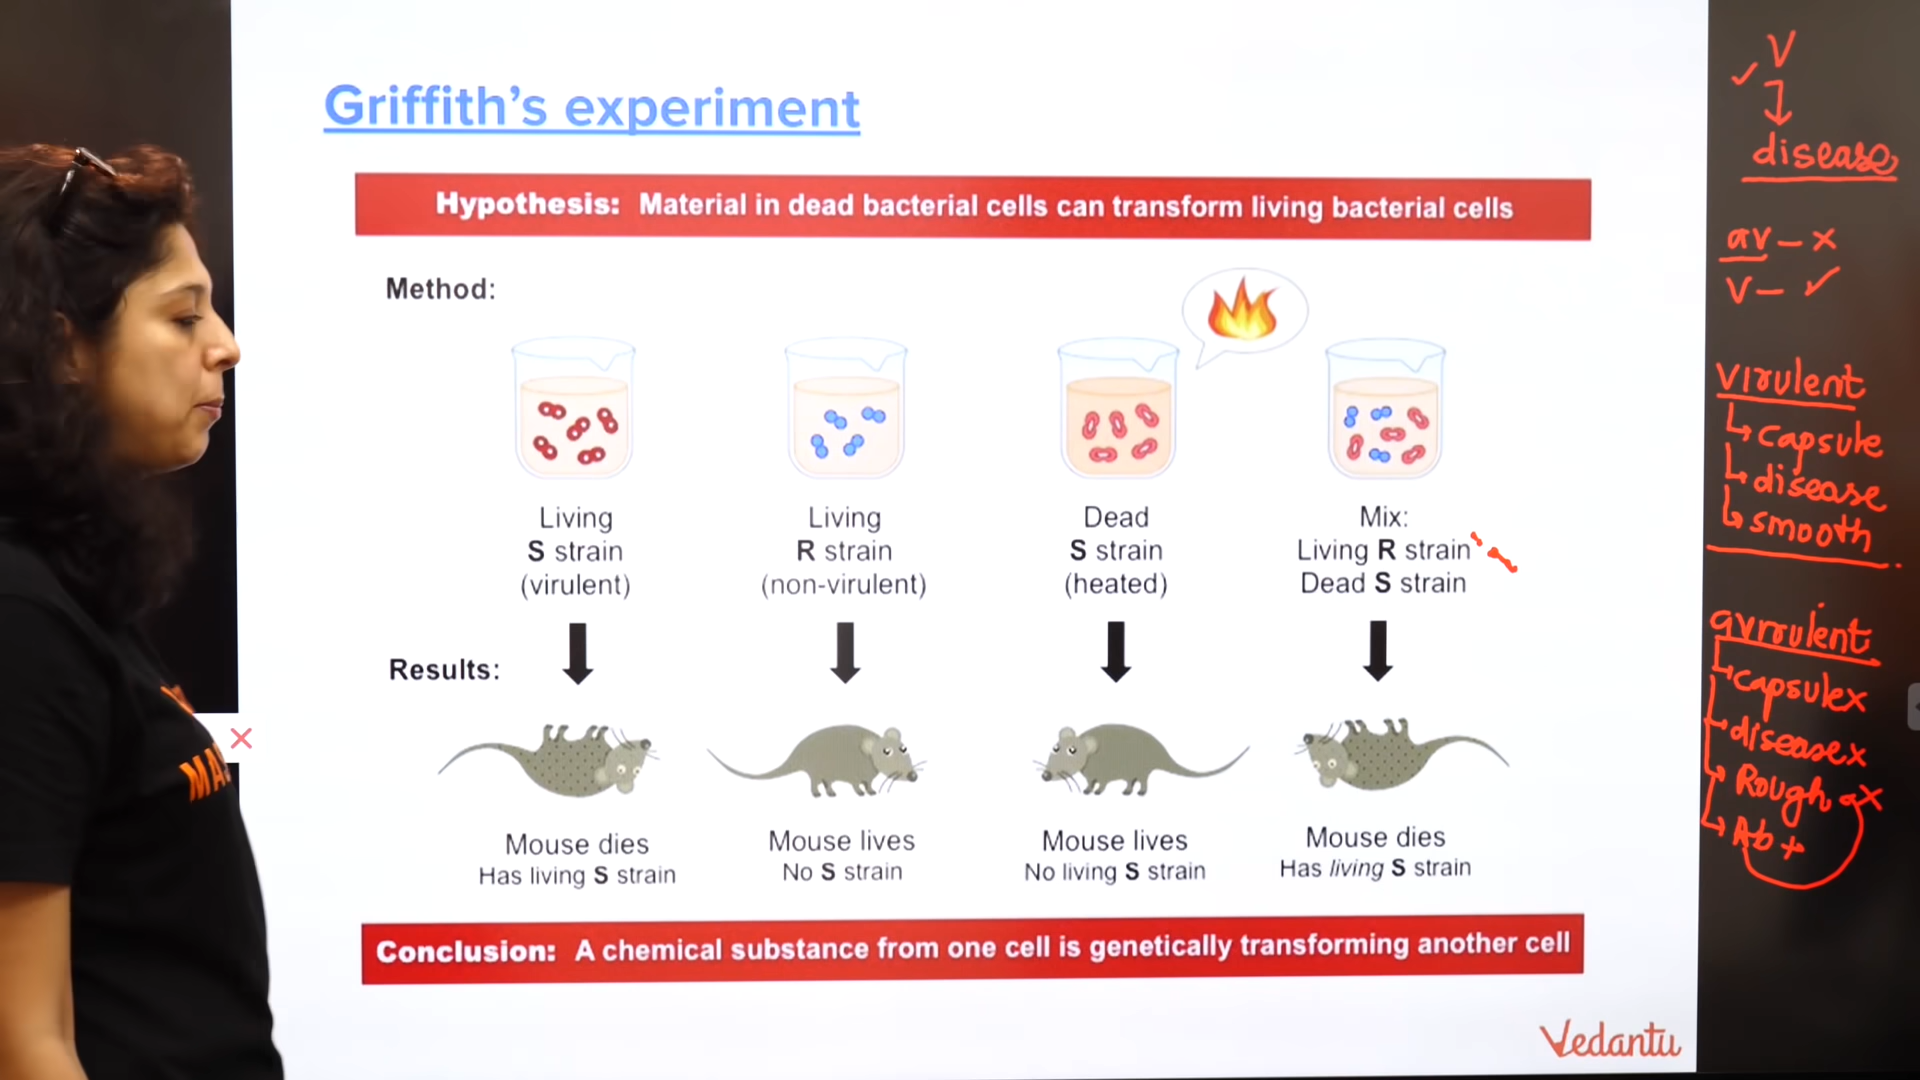 Griffith's experiment
Hypothesis: Material in dead bacterial cells can transform living bacterial cells
Method:
Living
S strain
(virulent)
Living
R strain
(non-virulent)
Dead
S strain
(heated)
Mix:
Living R strain
Dead S strain
Results:
Mouse dies
Has living S strain
Mouse lives
No S strain
Mouse lives
No living S strain
Mouse dies
Has living S strain
Conclusion: A chemical substance from one cell is genetically transforming another cell
Vedantu
V
disease
av - x
V - ✓
virulent
capsule
disease
smooth
avirulent
capsule x
disease x
Rough x
Ab +